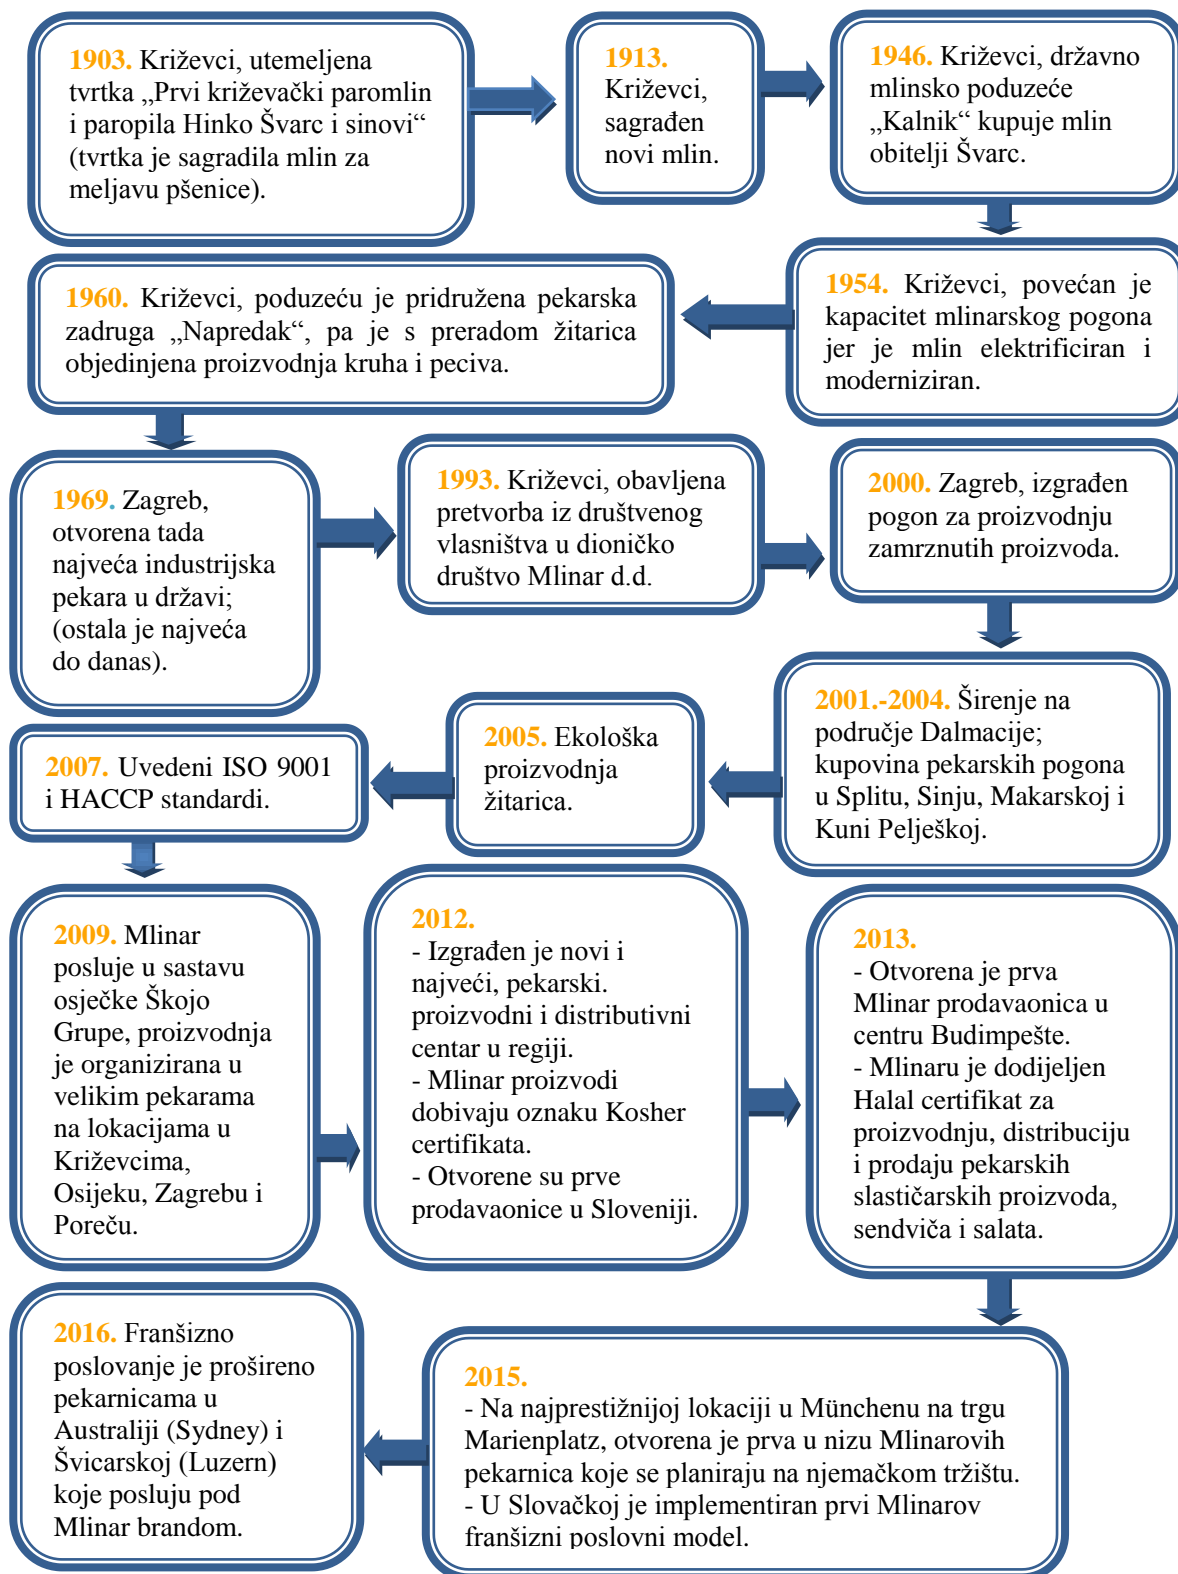 1903. Križevci, utemeljena
tvrtka „Prvi križevački paromlin
i paropila Hinko Švarc i sinovi“
(tvrtka je sagradila mlin za
meljavu pšenice).
1913.
Križevci,
sagrađen
novi mlin.
1946. Križevci, državno
mlinsko poduzeće
„Kalnik“ kupuje mlin
obitelji Švarc.
1954. Križevci, povećan je
kapacitet mlinarskog pogona
jer je mlin elektrificiran i
moderniziran.
1960. Križevci, poduzeću je pridružena pekarska
zadruga „Napredak“, pa je s preradom žitarica
objedinjena proizvodnja kruha i peciva.
1969. Zagreb,
otvorena tada
najveća industrijska
pekara u državi;
(ostala je najveća
do danas).
1993. Križevci, obavljena
pretvorba iz društvenog
vlasništva u dioničko
društvo Mlinar d.d.
2000. Zagreb, izgrađen
pogon za proizvodnju
zamrznutih proizvoda.
2001.-2004. Širenje na
područje Dalmacije;
kupovina pekarskih pogona
u Splitu, Sinju, Makarskoj i
Kuni Pelješkoj.
2005. Ekološka
proizvodnja
žitarica.
2007. Uvedeni ISO 9001
i HACCP standardi.
2009. Mlinar
posluje u sastavu
osječke Škojo
Grupe, proizvodnja
je organizirana u
velikim pekarama
na lokacijama u
Križevcima,
Osijeku, Zagrebu i
Poreču.
2012.
- Izgrađen je novi i
najveći, pekarski.
proizvodni i distributivni
centar u regiji.
- Mlinar proizvodi
dobivaju oznaku Kosher
certifikata.
- Otvorene su prve
prodavaonice u Sloveniji.
2013.
- Otvorena je prva
Mlinar prodavaonica u
centru Budimpešte.
- Mlinaru je dodijeljen
Halal certifikat za
proizvodnju, distribuciju
i prodaju pekarskih
slastičarskih proizvoda,
sendviča i salata.
2015.
- Na najprestižnijoj lokaciji u Münchenu na trgu
Marienplatz, otvorena je prva u nizu Mlinarovih
pekarnica koje se planiraju na njemačkom tržištu.
- U Slovačkoj je implementiran prvi Mlinarov
franšizni poslovni model.
2016. Franšizno
poslovanje je prošireno
pekarnicama u
Australiji (Sydney) i
Švicarskoj (Luzern)
koje posluju pod
Mlinar brandom.